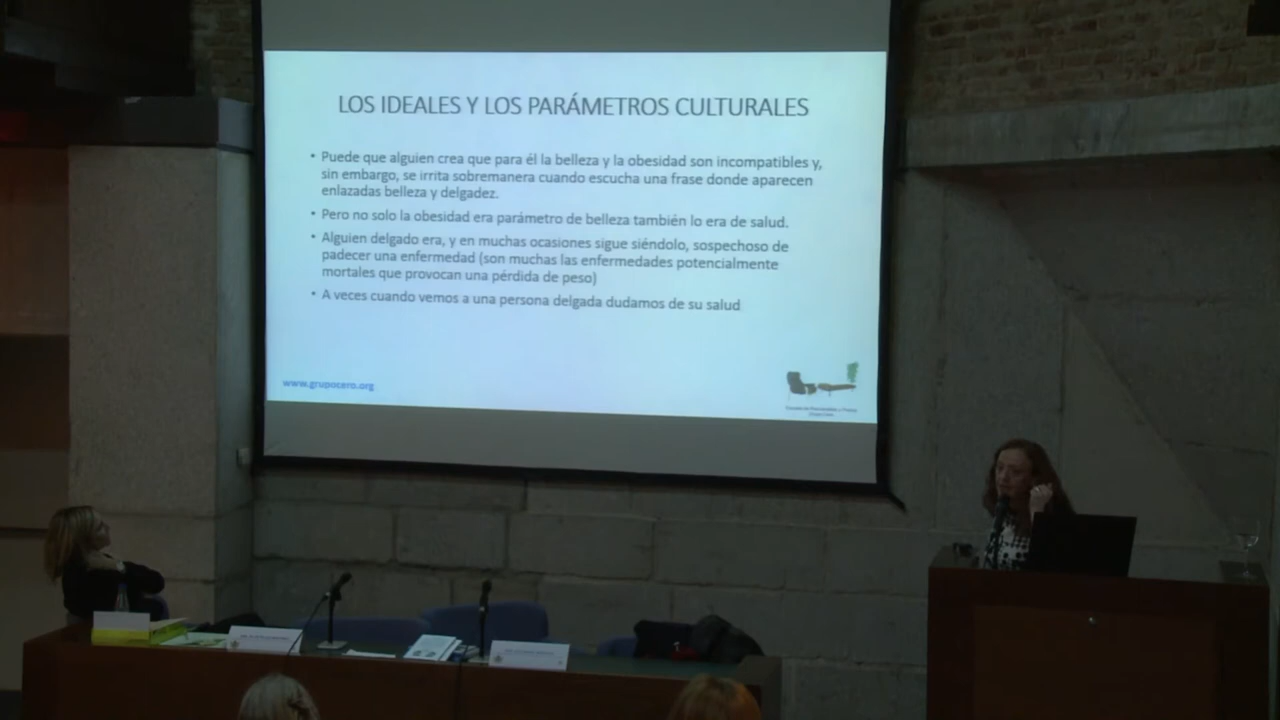 LOS IDEALES Y LOS PARÁMETROS CULTURALES
• Puede que alguien crea que para él la belleza y la obesidad son incompatibles y,
sin embargo, se irrita sobremanera cuando escucha una frase donde aparecen
enlazadas belleza y delgadez.
• Pero no solo la obesidad era parámetro de belleza también lo era de salud.
• Alguien delgado era, y en muchas ocasiones sigue siéndolo, sospechoso de
padecer una enfermedad (son muchas las enfermedades potencialmente
mortales que provocan una pérdida de peso)
• A veces cuando vemos a una persona delgada dudamos de su salud
www.grupocero.org